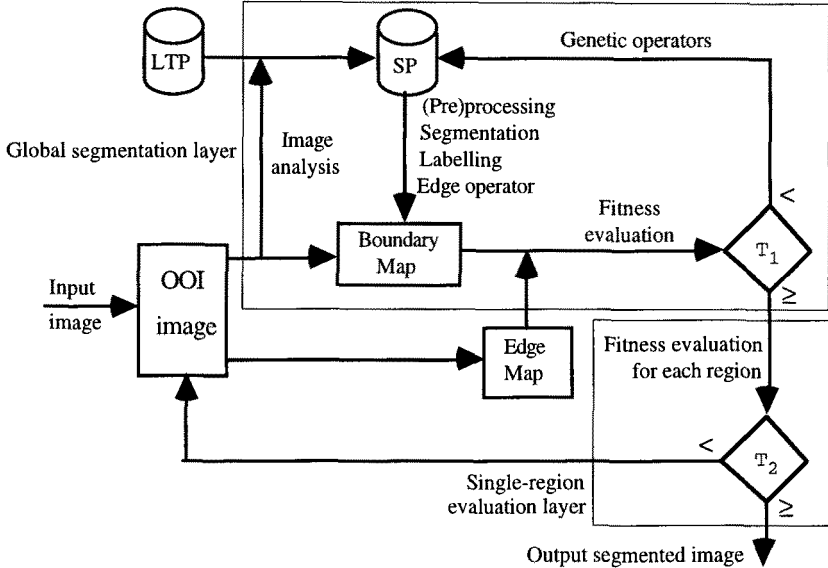 LTP
SP
Genetic operators
(Pre)processing
Segmentation
Labelling
Edge operator
Global segmentation layer
Image
analysis
<
Fitness
evaluation
Boundary
Map
T1
≥
Input
image
OOI
image
Edge
Map
Fitness evaluation
for each region
<
T2
Single-region
evaluation layer
≥
Output segmented image